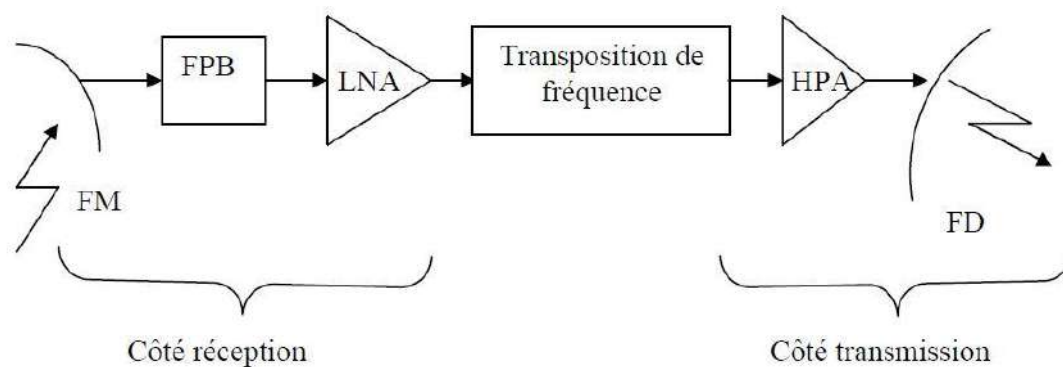 FPB
LNA
Transposition de
fréquence
HPA
FM
FD
Côté réception
Côté transmission